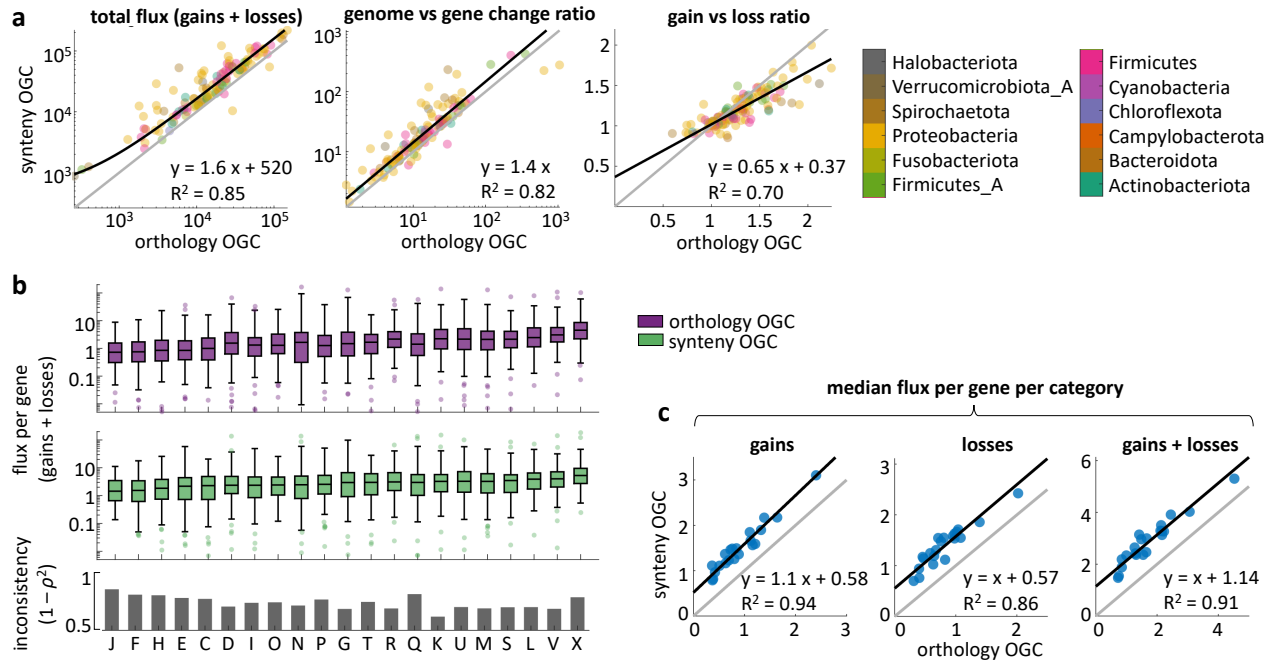 a
total flux (gains + losses)
genome vs gene change ratio
gain vs loss ratio
synteny OGC
10⁵
10⁴
10³
y = 1.6 x + 520
R² = 0.85
10³
10⁴
10⁵
orthology OGC
10³
10²
10¹
y = 1.4 x
R² = 0.82
10¹
10²
10³
orthology OGC
2
1.5
1
0.5
y = 0.65 x + 0.37
R² = 0.70
0.5
1
1.5
2
orthology OGC
Halobacteriota
Verrucomicrobiota_A
Spirochaetota
Proteobacteria
Fusobacteriota
Firmicutes_A
Firmicutes
Cyanobacteria
Chloroflexota
Campylobacterota
Bacteroidota
Actinobacteriota
b
flux per gene
(gains + losses)
10
1
0.1
10
1
0.1
inconsistency
(1 − ρ²)
1
0.5
J F H E C D I O N P G T R Q K U M S L V X
orthology OGC
synteny OGC
c
median flux per gene per category
gains
losses
gains + losses
synteny OGC
3
2
1
0
y = 1.1 x + 0.58
R² = 0.94
0 1 2 3
3
2
1
0
y = x + 0.57
R² = 0.86
0 1 2
6
4
2
0
y = x + 1.14
R² = 0.91
0 2 4
orthology OGC